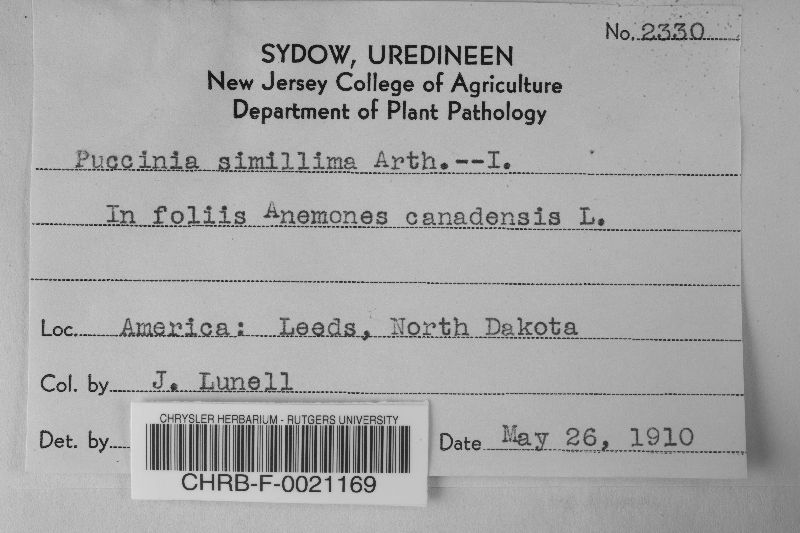 No. 2330
SYDOW, UREDINEEN
New Jersey College of Agriculture
Department of Plant Pathology
Puccinia simillima Arth.--I.
In foliis Anemones canadensis L.
Loc. America: Leeds, North Dakota
Col. by J. Lunell
Det. by
Date May 26, 1910
CHRYSLER HERBARIUM - RUTGERS UNIVERSITY
CHRB-F-0021169